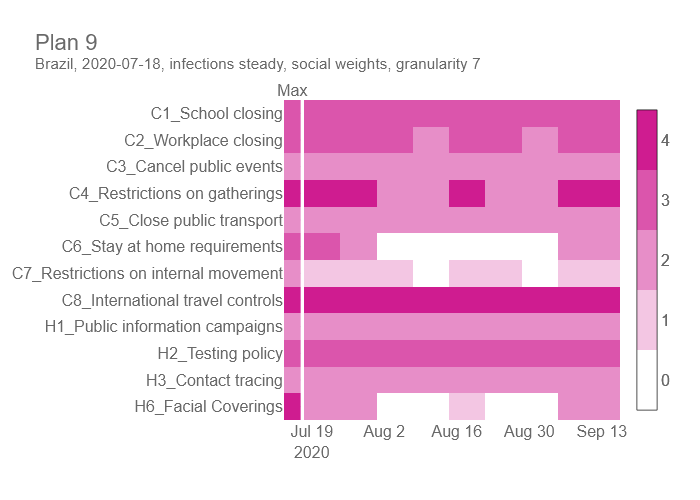 Plan 9
Brazil, 2020-07-18, infections steady, social weights, granularity 7
Max
C1_School closing
C2_Workplace closing
C3_Cancel public events
C4_Restrictions on gatherings
C5_Close public transport
C6_Stay at home requirements
C7_Restrictions on internal movement
C8_International travel controls
H1_Public information campaigns
H2_Testing policy
H3_Contact tracing
H6_Facial Coverings
Jul 19 Aug 2 Aug 16 Aug 30 Sep 13
2020
4
3
2
1
0